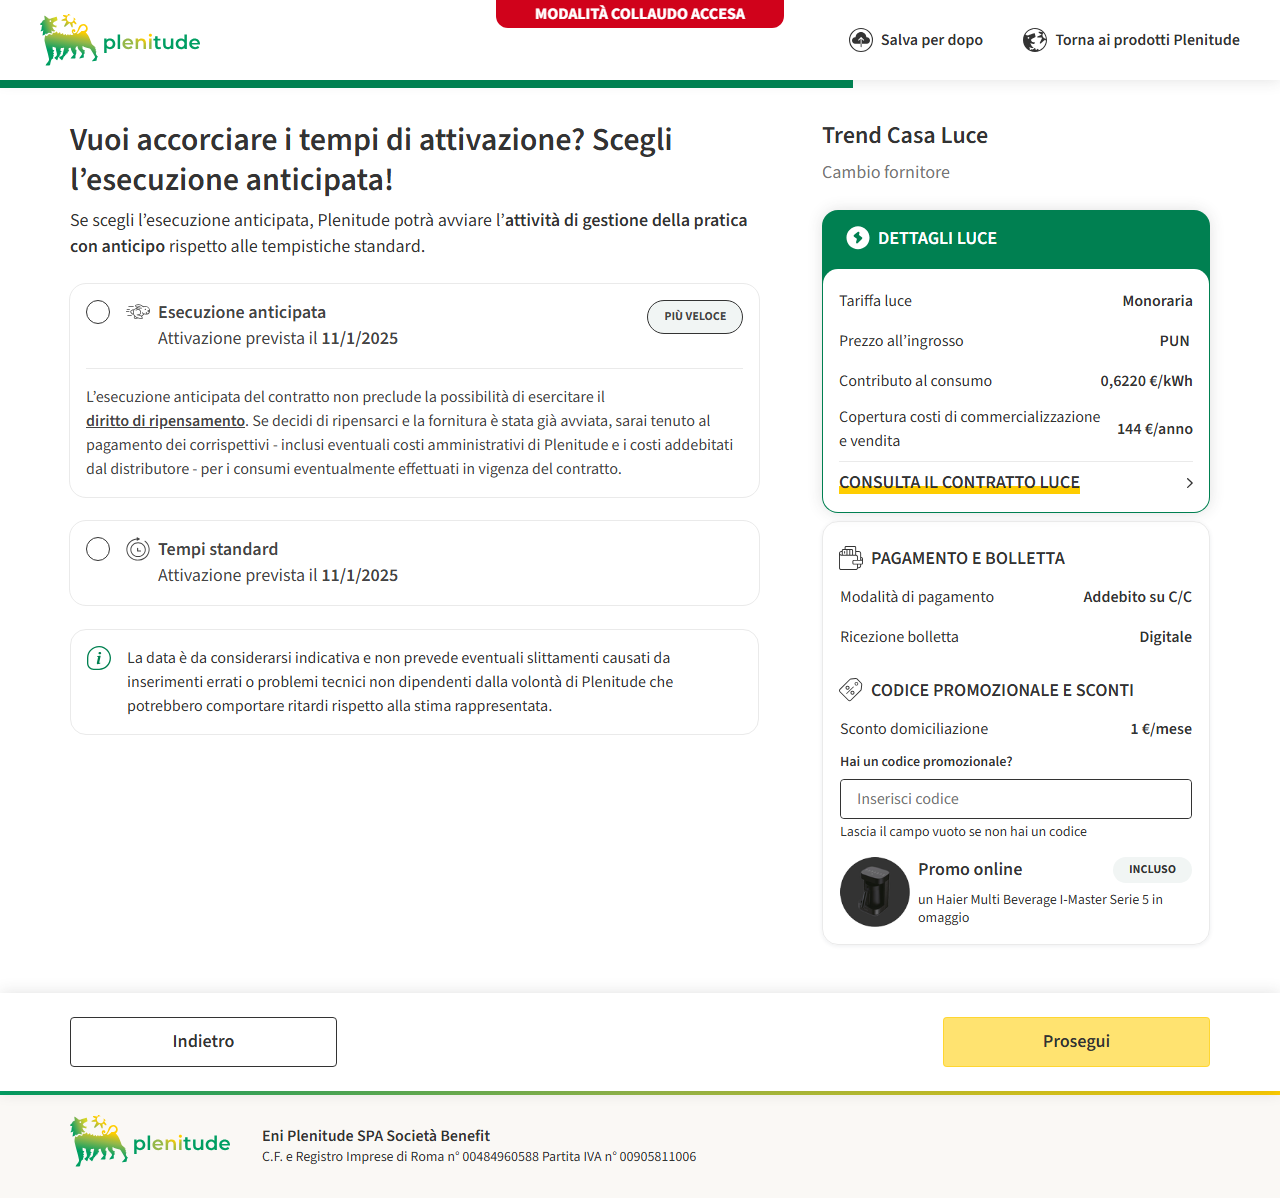 MODALITÀ COLLAUDO ACCESA
plenitude
Salva per dopo
Torna ai prodotti Plenitude
Vuoi accorciare i tempi di attivazione? Scegli
l’esecuzione anticipata!
Se scegli l’esecuzione anticipata, Plenitude potrà avviare l’attività di gestione della pratica
con anticipo rispetto alle tempistiche standard.
Esecuzione anticipata
PIÙ VELOCE
Attivazione prevista il 11/1/2025
L’esecuzione anticipata del contratto non preclude la possibilità di esercitare il
diritto di ripensamento. Se decidi di ripensarci e la fornitura è stata già avviata, sarai tenuto al
pagamento dei corrispettivi - inclusi eventuali costi amministrativi di Plenitude e i costi addebitati
dal distributore - per i consumi eventualmente effettuati in vigenza del contratto.
Tempi standard
Attivazione prevista il 11/1/2025
La data è da considerarsi indicativa e non prevede eventuali slittamenti causati da
inserimenti errati o problemi tecnici non dipendenti dalla volontà di Plenitude che
potrebbero comportare ritardi rispetto alla stima rappresentata.
Trend Casa Luce
Cambio fornitore
DETTAGLI LUCE
Tariffa luce Monoraria
Prezzo all’ingrosso PUN
Contributo al consumo 0,6220 €/kWh
Copertura costi di commercializzazione
e vendita 144 €/anno
CONSULTA IL CONTRATTO LUCE
PAGAMENTO E BOLLETTA
Modalità di pagamento Addebito su C/C
Ricezione bolletta Digitale
CODICE PROMOZIONALE E SCONTI
Sconto domiciliazione 1 €/mese
Hai un codice promozionale?
Inserisci codice
Lascia il campo vuoto se non hai un codice
Promo online INCLUSO
un Haier Multi Beverage I-Master Serie 5 in
omaggio
Indietro
Prosegui
plenitude
Eni Plenitude SPA Società Benefit
C.F. e Registro Imprese di Roma n° 00484960588 Partita IVA n° 00905811006